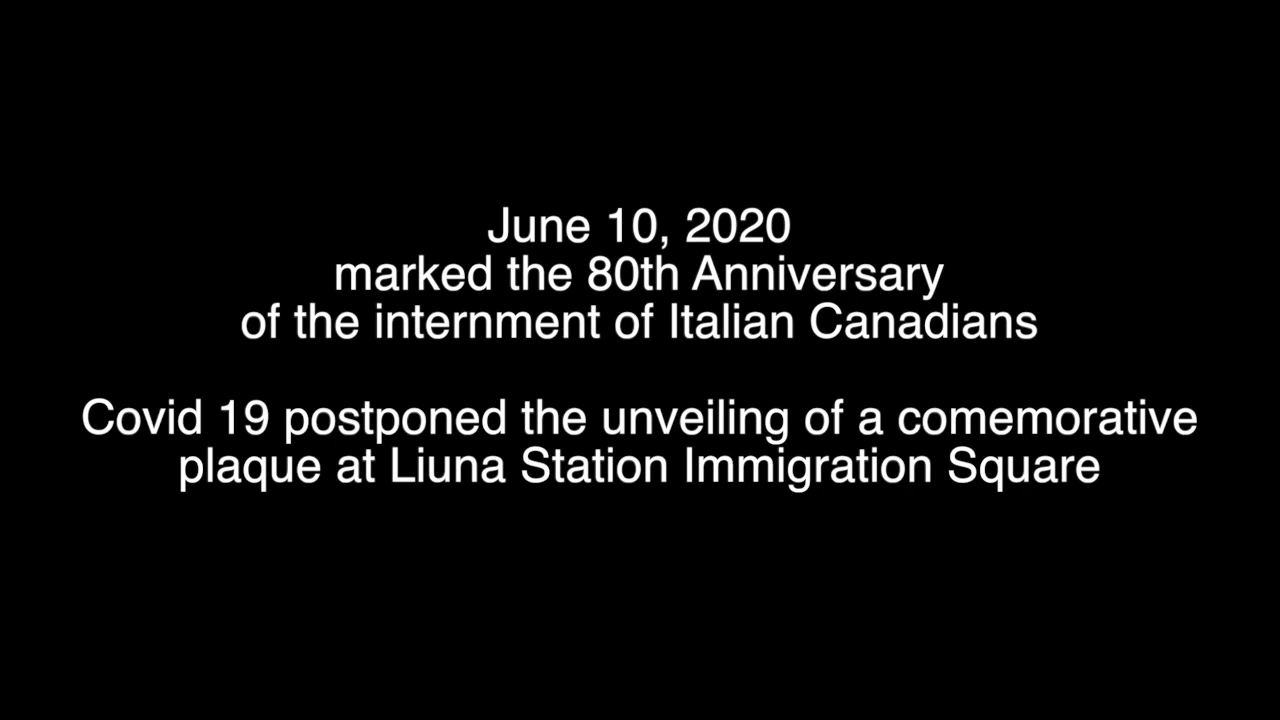 June 10, 2020
marked the 80th Anniversary
of the internment of Italian Canadians
Covid 19 postponed the unveiling of a comemorative
plaque at Liuna Station Immigration Square